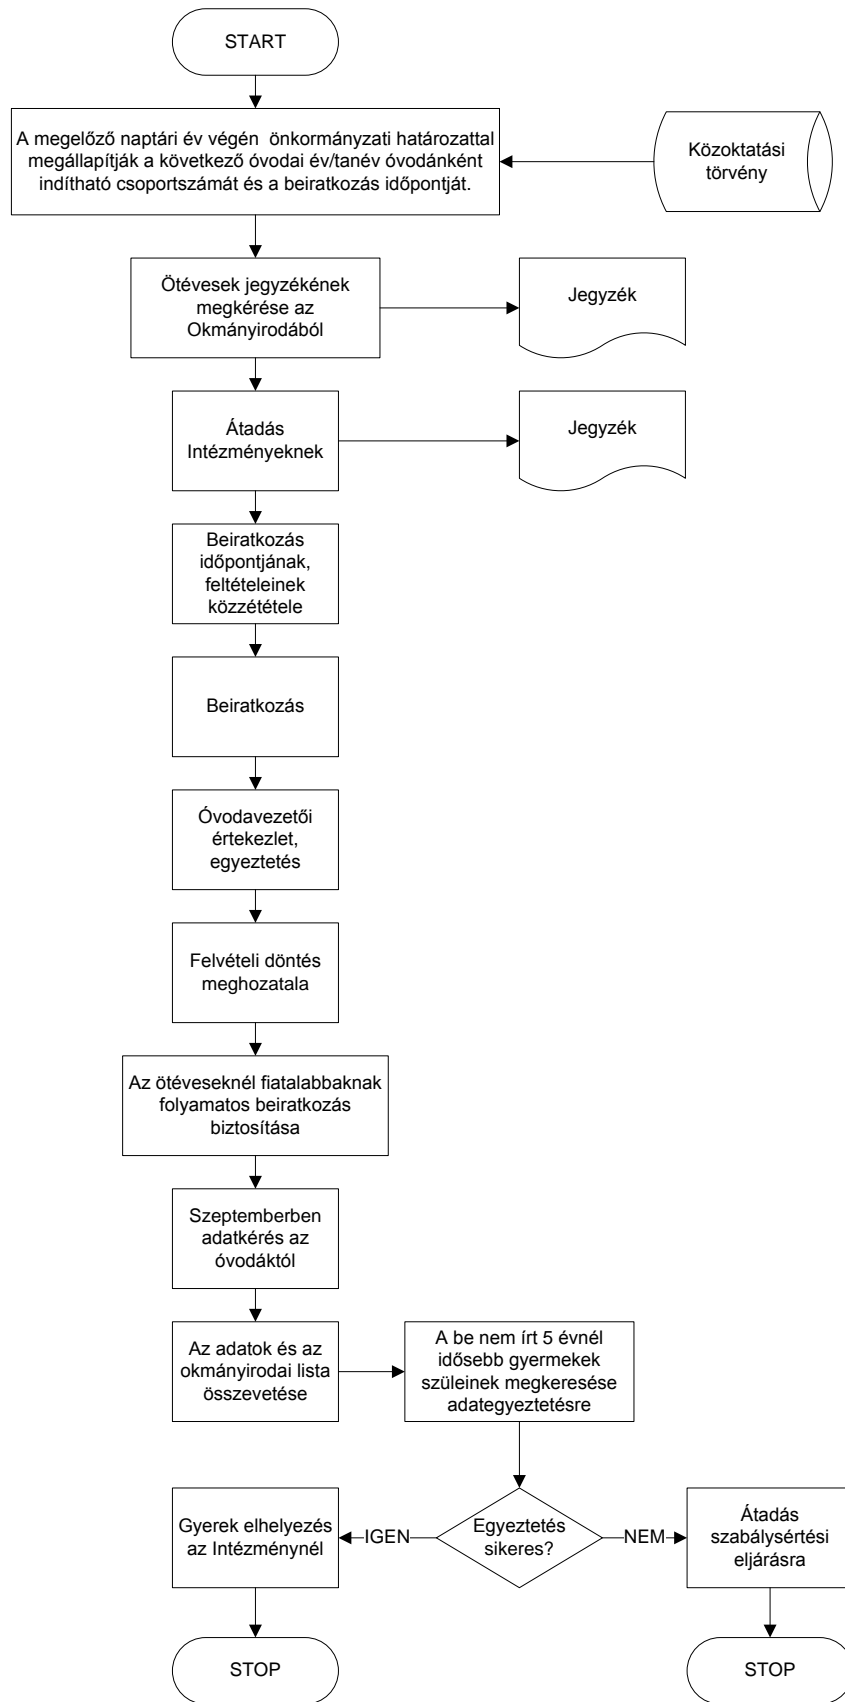 START
A megelőző naptári év végén  önkormányzati határozattal
megállapítják a következő óvodai év/tanév óvodánként
indítható csoportszámát és a beiratkozás időpontját.
Közoktatási
törvény
Ötévesek jegyzékének
megkérése az
Okmányirodából
Jegyzék
Átadás
Intézményeknek
Jegyzék
Beiratkozás
időpontjának,
feltételeinek
közzététele
Beiratkozás
Óvodavezetői
értekezlet,
egyeztetés
Felvételi döntés
meghozatala
Az ötéveseknél fiatalabbaknak
folyamatos beiratkozás
biztosítása
Szeptemberben
adatkérés az
óvodáktól
Az adatok és az
okmányirodai lista
összevetése
A be nem írt 5 évnél
idősebb gyermekek
szüleinek megkeresése
adategyeztetésre
Gyerek elhelyezés
az Intézménynél
IGEN
Egyeztetés
sikeres?
NEM
Átadás
szabálysértési
eljárásra
STOP
STOP